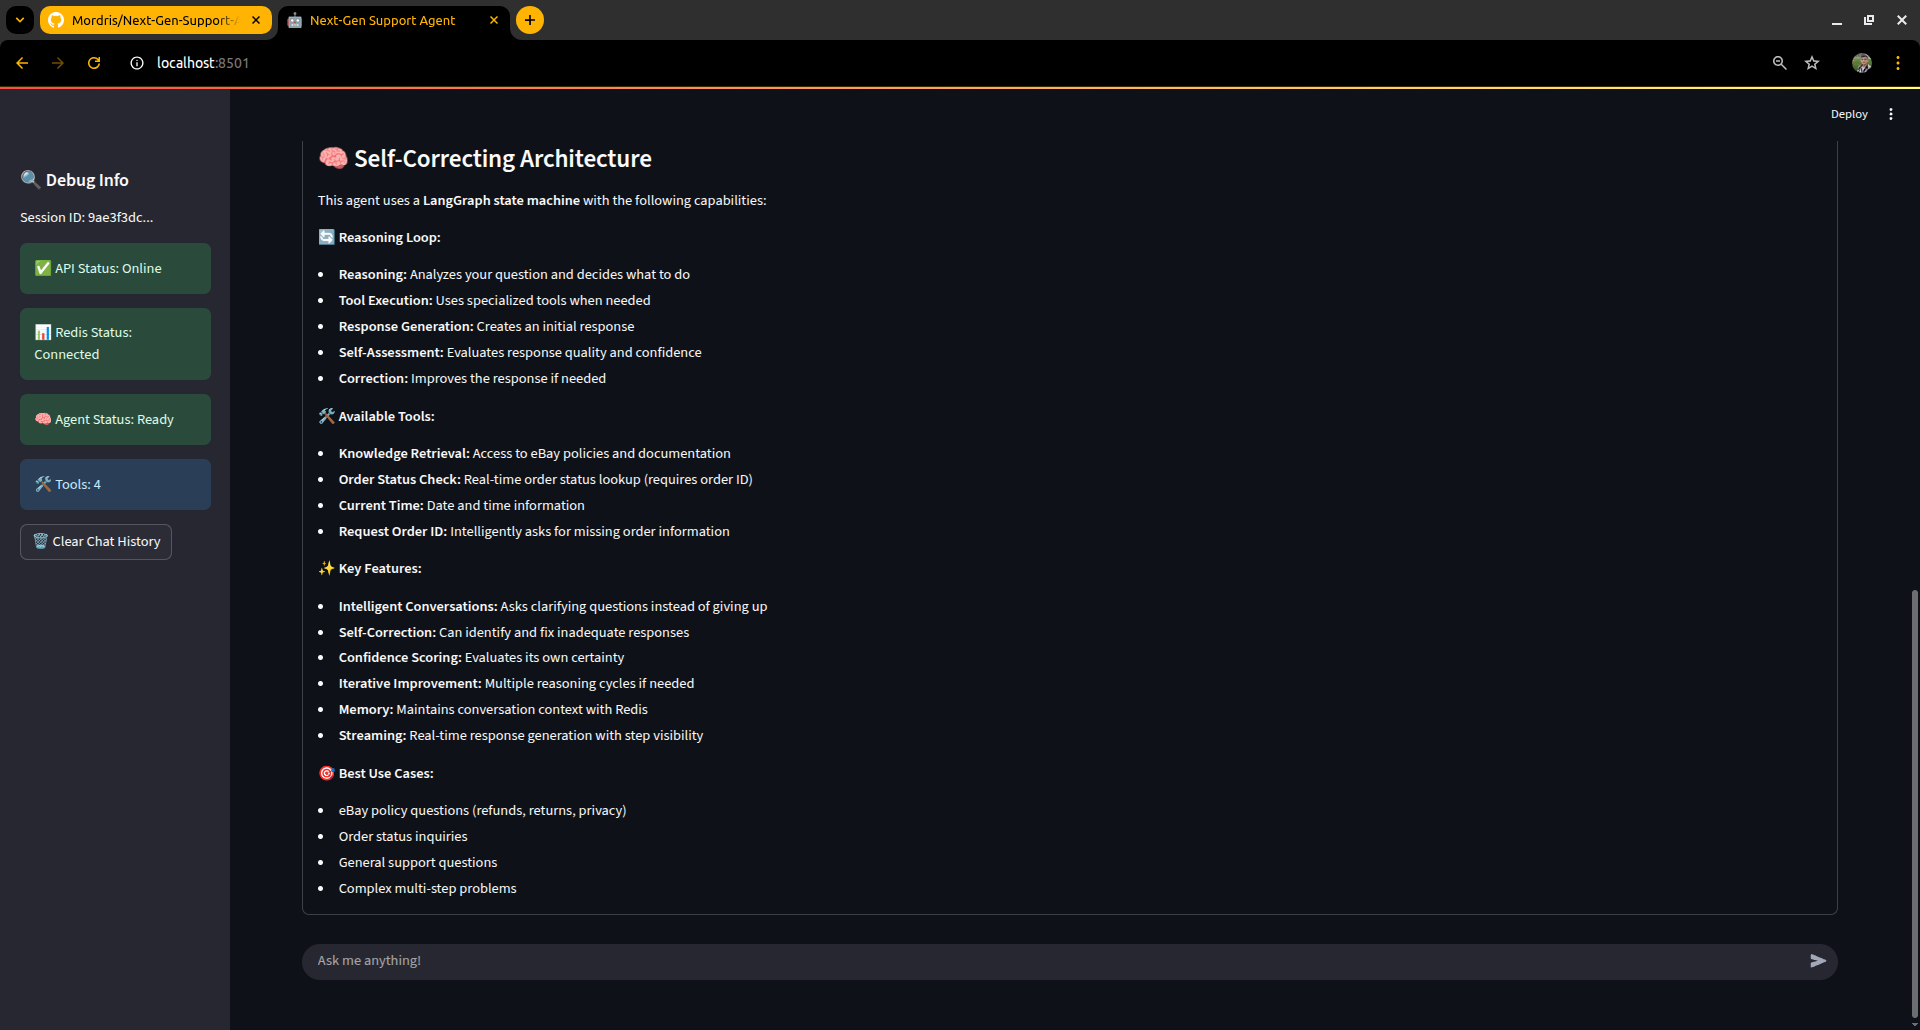 Mordris/Next-Gen-Support-A
Next-Gen Support Agent
localhost:8501
Deploy
🔍 Debug Info
Session ID: 9ae3f3dc...
✅ API Status: Online
📊 Redis Status:
Connected
🧠 Agent Status: Ready
🛠️ Tools: 4
🗑️ Clear Chat History
🧠 Self-Correcting Architecture
This agent uses a LangGraph state machine with the following capabilities:
🔄 Reasoning Loop:
• Reasoning: Analyzes your question and decides what to do
• Tool Execution: Uses specialized tools when needed
• Response Generation: Creates an initial response
• Self-Assessment: Evaluates response quality and confidence
• Correction: Improves the response if needed
🛠️ Available Tools:
• Knowledge Retrieval: Access to eBay policies and documentation
• Order Status Check: Real-time order status lookup (requires order ID)
• Current Time: Date and time information
• Request Order ID: Intelligently asks for missing order information
✨ Key Features:
• Intelligent Conversations: Asks clarifying questions instead of giving up
• Self-Correction: Can identify and fix inadequate responses
• Confidence Scoring: Evaluates its own certainty
• Iterative Improvement: Multiple reasoning cycles if needed
• Memory: Maintains conversation context with Redis
• Streaming: Real-time response generation with step visibility
🎯 Best Use Cases:
• eBay policy questions (refunds, returns, privacy)
• Order status inquiries
• General support questions
• Complex multi-step problems
Ask me anything!